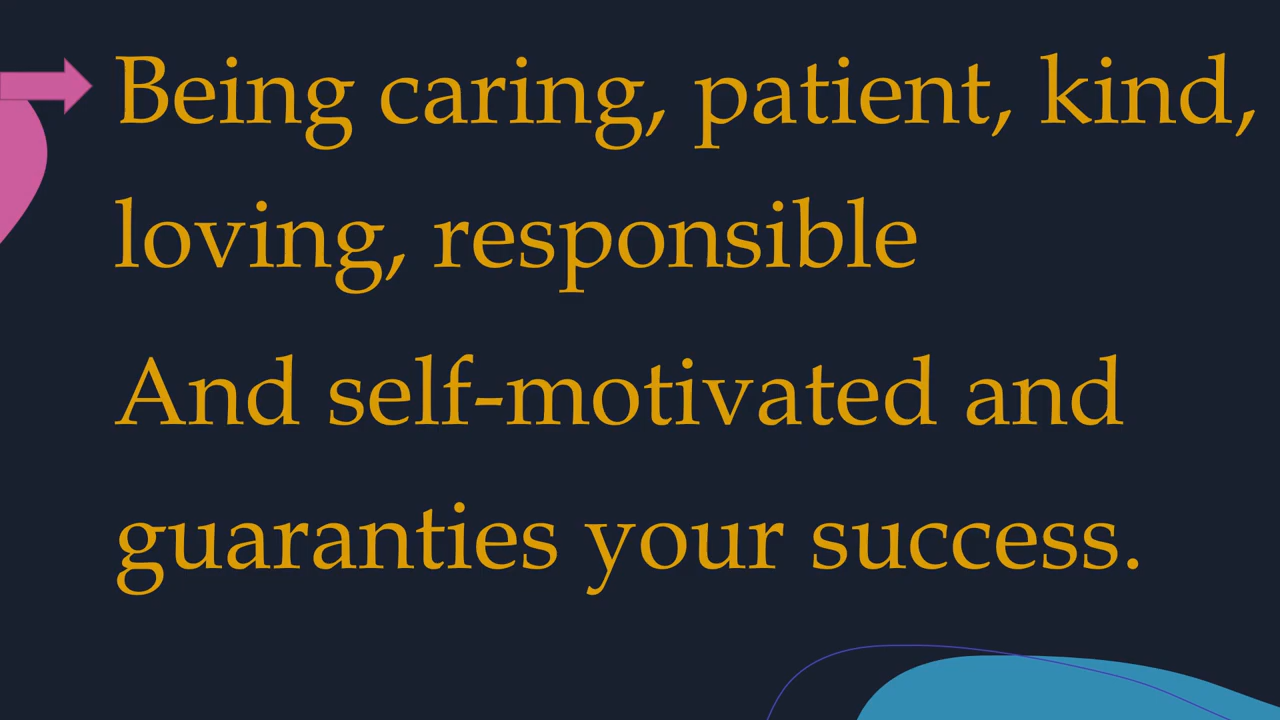 Being caring, patient, kind,
loving, responsible
And self-motivated and
guaranties your success.